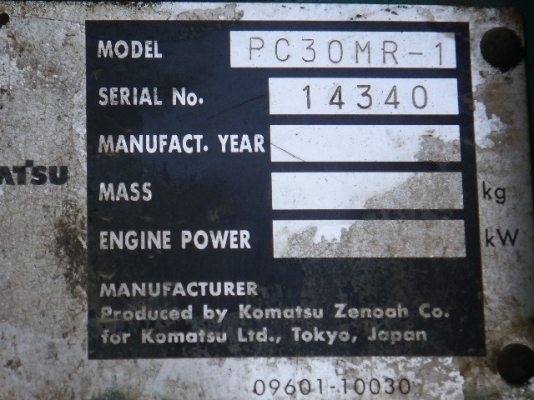 MODEL PC30MR-1
SERIAL No. 14340
MANUFACT. YEAR
MASS kg
ENGINE POWER kW
MANUFACTURER
Produced by Komatsu Zenoah Co.
for Komatsu Ltd., Tokyo, Japan
09601-10030